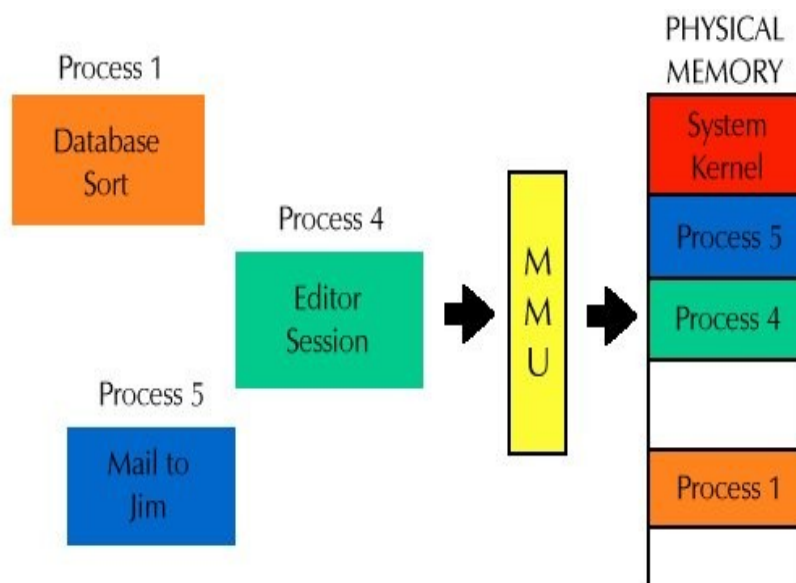 Process 1
Database
Sort
Process 4
Editor
Session
Process 5
Mail to
Jim
M
M
U
PHYSICAL
MEMORY
System
Kernel
Process 5
Process 4
Process 1